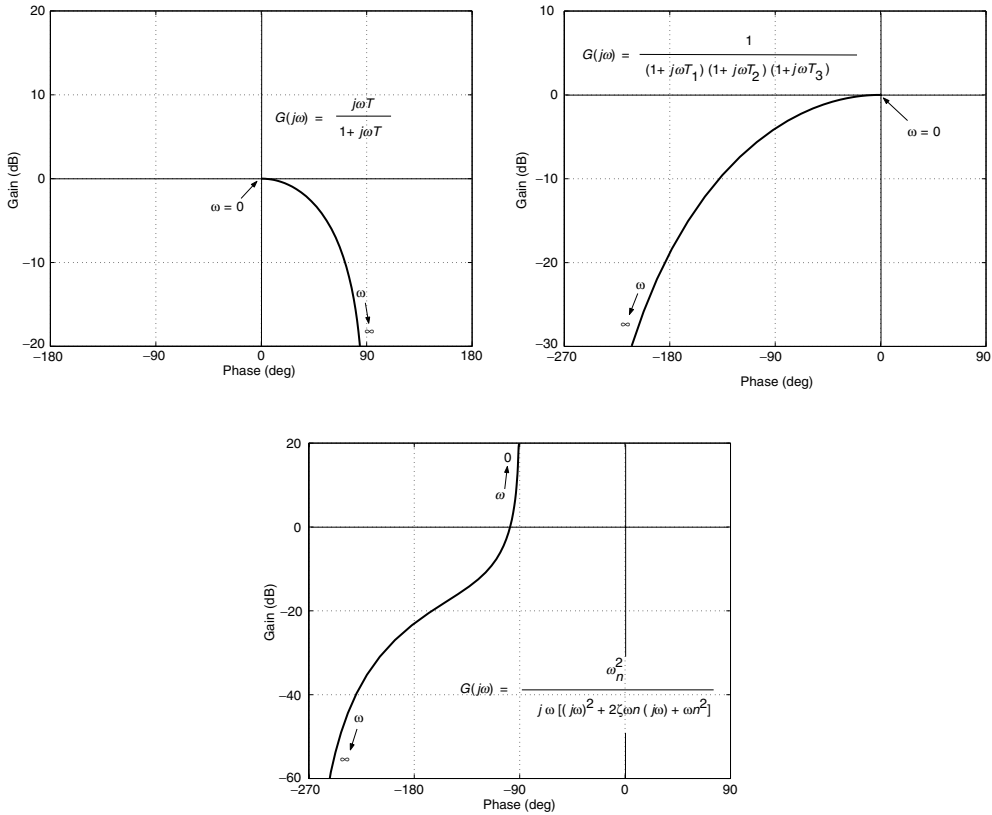 20
10
0
−10
−20
Gain (dB)
G(jω) = jωT / 1+ jωT
ω = 0
ω
∞
−180 −90 0 90 180
Phase (deg)
10
0
−10
−20
−30
Gain (dB)
G(jω) = 1 / (1+ jωT1) (1+ jωT2) (1+jωT3)
ω = 0
ω
∞
−270 −180 −90 0 90
Phase (deg)
20
0
−20
−40
−60
Gain (dB)
0
ω
G(jω) = ωn^2 / j ω [( jω)^2 + 2ζωn ( jω) + ωn^2]
ω
∞
−270 −180 −90 0 90
Phase (deg)